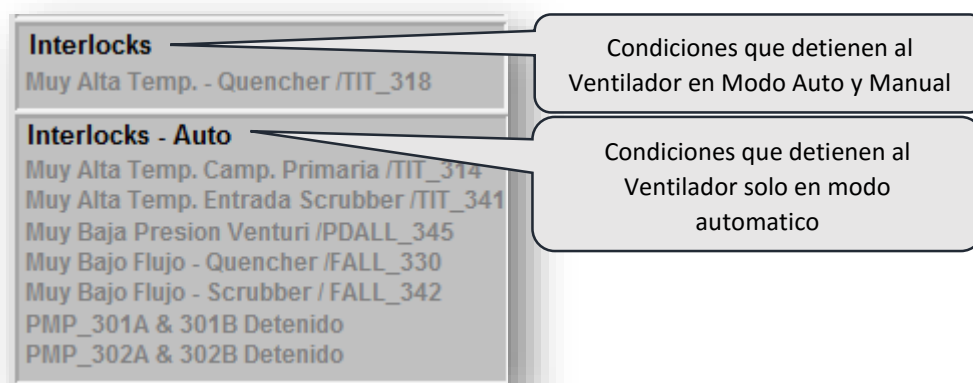 Interlocks
Muy Alta Temp. - Quencher /TIT_318
Interlocks - Auto
Muy Alta Temp. Camp. Primaria /TIT_314
Muy Alta Temp. Entrada Scrubber /TIT_341
Muy Baja Presion Venturi /PDALL_345
Muy Bajo Flujo - Quencher /FALL_330
Muy Bajo Flujo - Scrubber / FALL_342
PMP_301A & 301B Detenido
PMP_302A & 302B Detenido
Condiciones que detienen al
Ventilador en Modo Auto y Manual
Condiciones que detienen al
Ventilador solo en modo
automatico